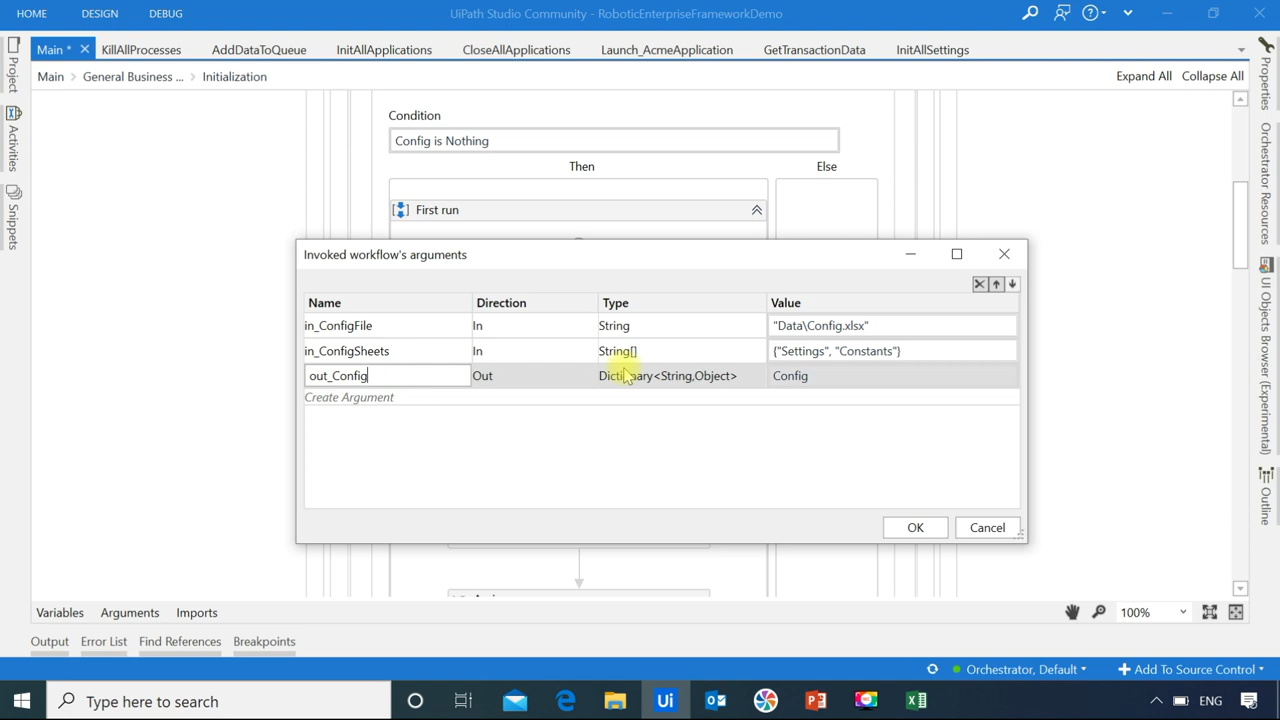 HOME DESIGN DEBUG UiPath Studio Community - RoboticEnterpriseFrameworkDemo
Main * KillAllProcesses AddDataToQueue InitAllApplications CloseAllApplications Launch_AcmeApplication GetTransactionData InitAllSettings
Main > General Business ... > Initialization Expand All Collapse All
Project
Activities
Snippets
Condition
Config is Nothing
Then Else
First run
Invoked workflow's arguments
Name Direction Type Value
in_ConfigFile In String "Data\Config.xlsx"
in_ConfigSheets In String[] {"Settings", "Constants"}
out_Config Out Dictionary<String,Object> Config
Create Argument
OK Cancel
Properties
Orchestrator Resources
UI Objects Browser (Experimental)
Outline
Variables Arguments Imports 100%
Output Error List Find References Breakpoints
Orchestrator, Default Add To Source Control
Type here to search ENG